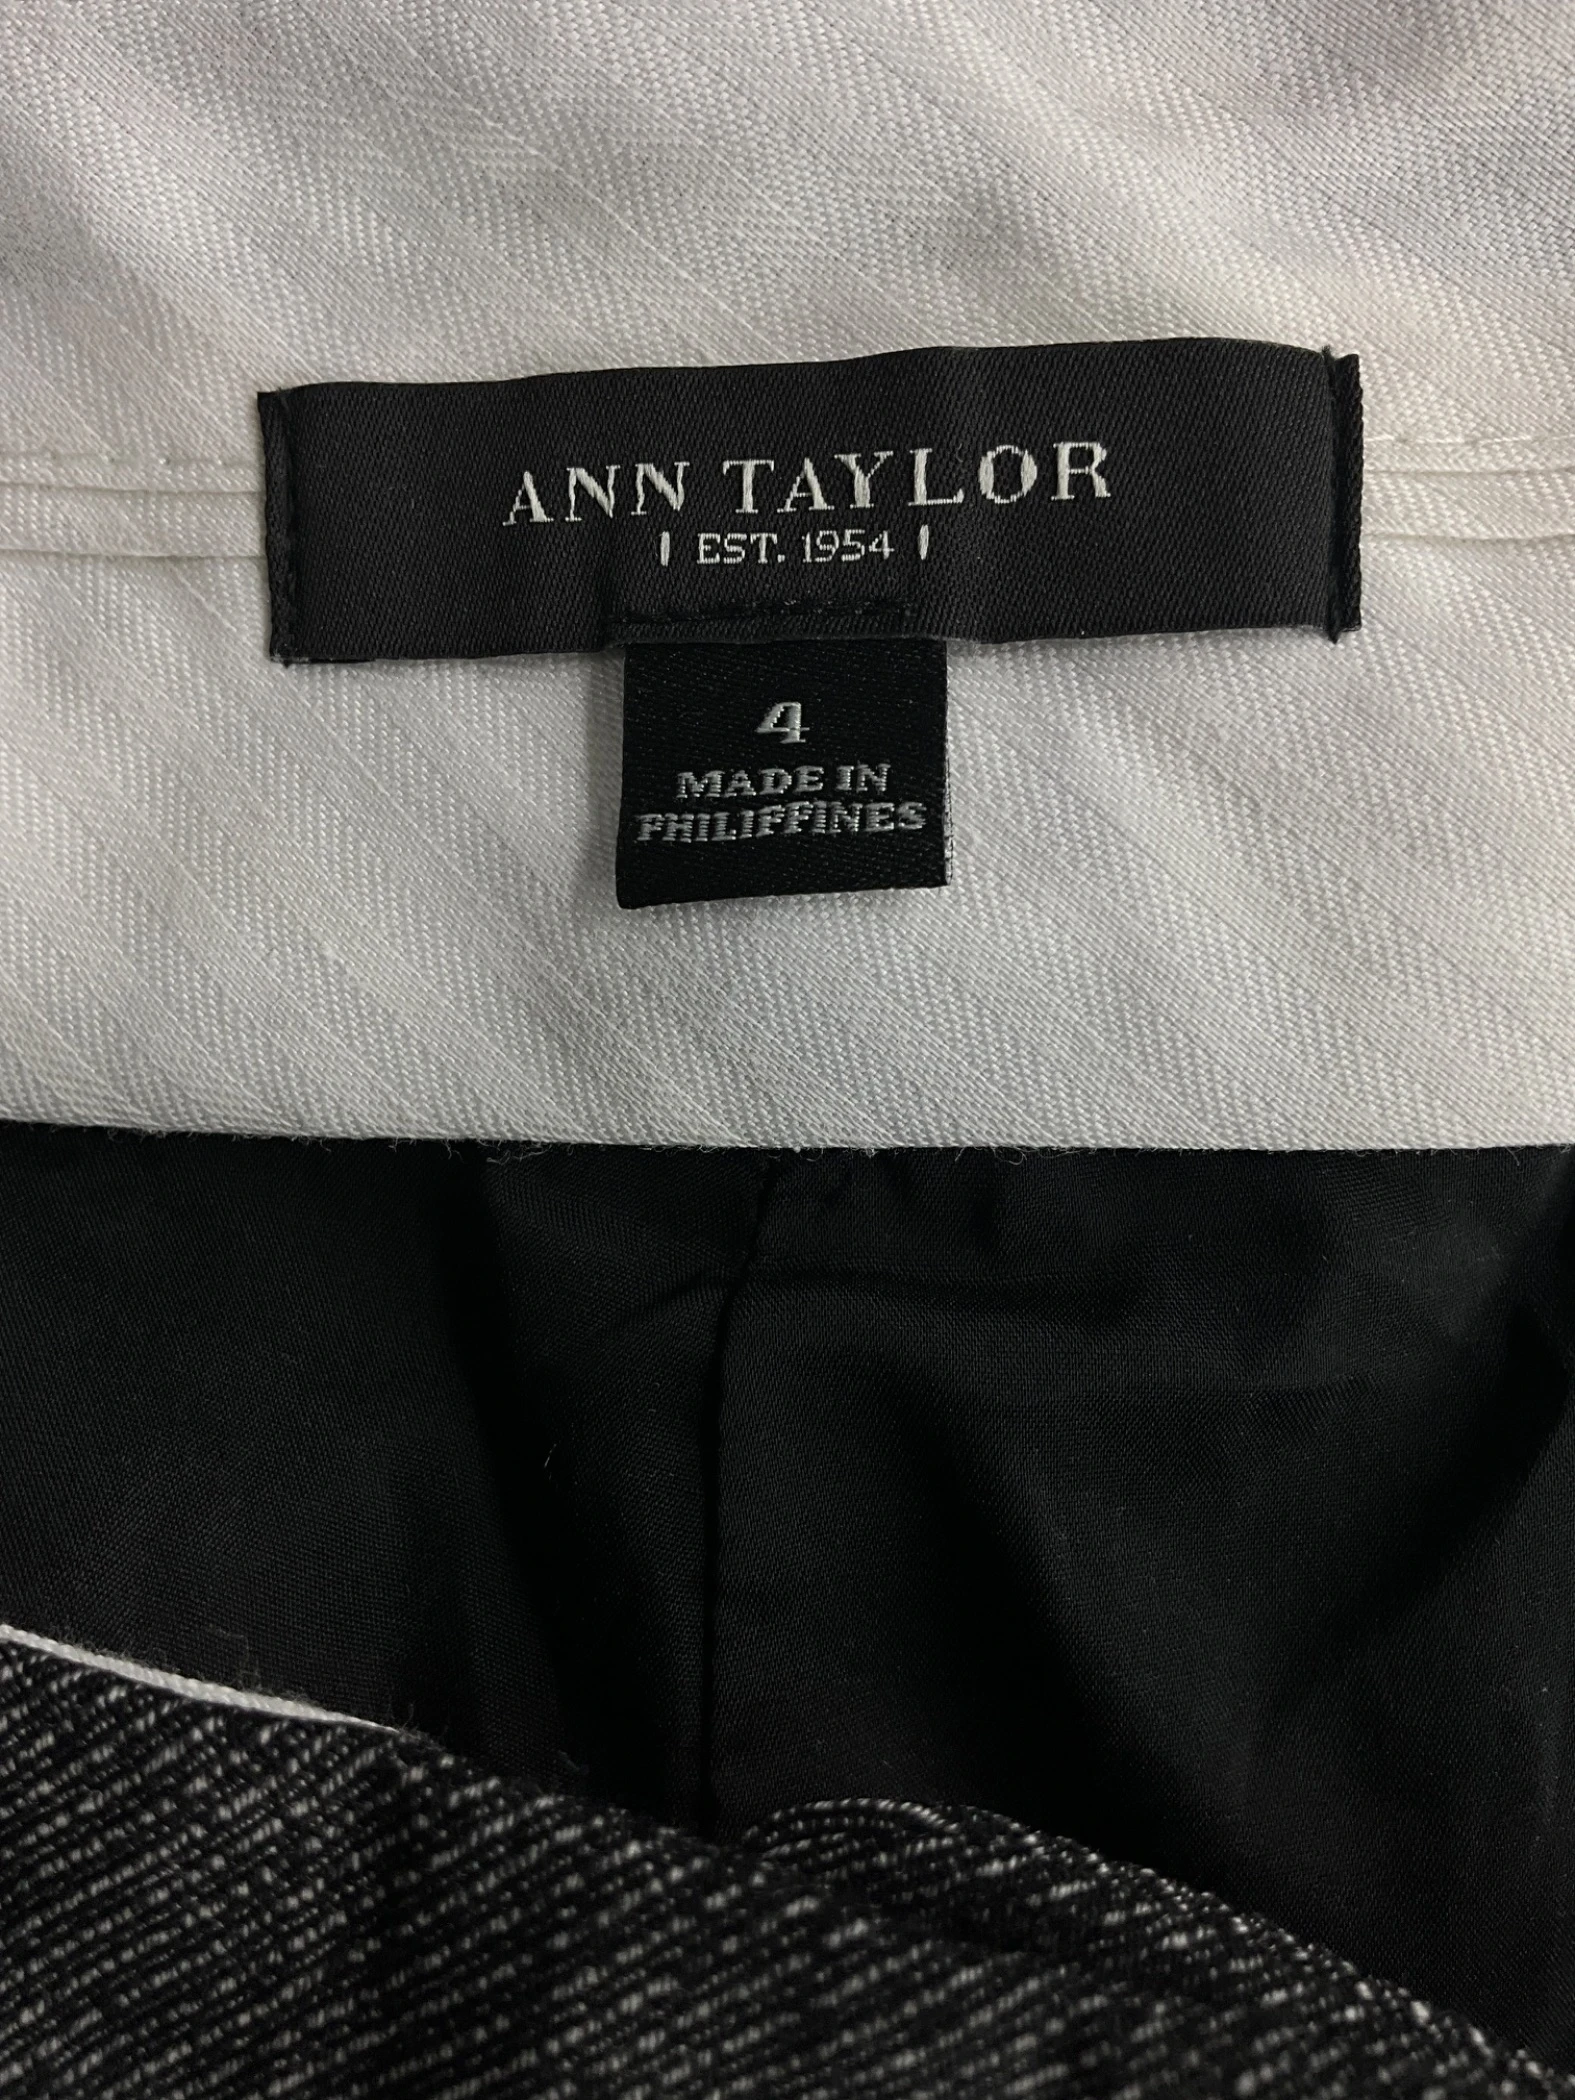 ANN TAYLOR
EST. 1954
4
MADE IN
PHILIPPINES